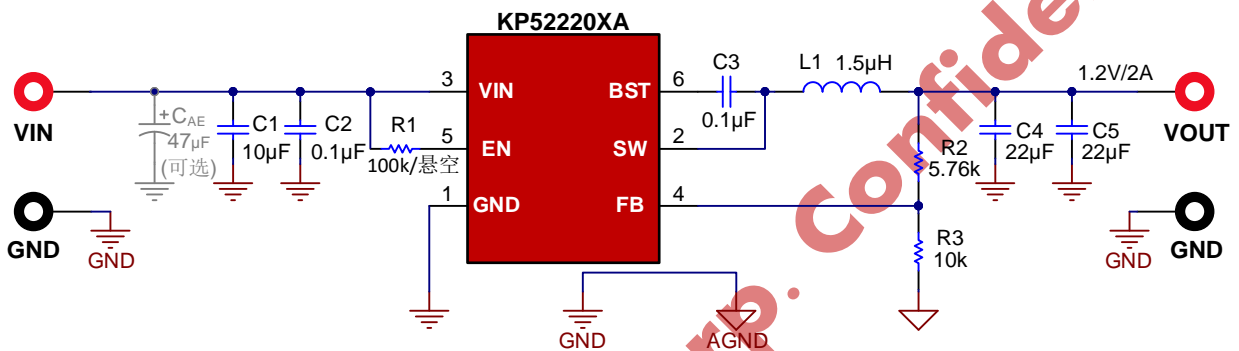 KP52220XA
VIN
+CAE
47µF
(可选)
C1
10µF
C2
0.1µF
R1
100k/悬空
3
5
1
VIN
EN
GND
BST
SW
FB
6
2
4
C3
0.1µF
L1 1.5µH
1.2V/2A
VOUT
R2
5.76k
C4
22µF
C5
22µF
R3
10k
GND
GND
GND
AGND
GND
GND
rp. Confide